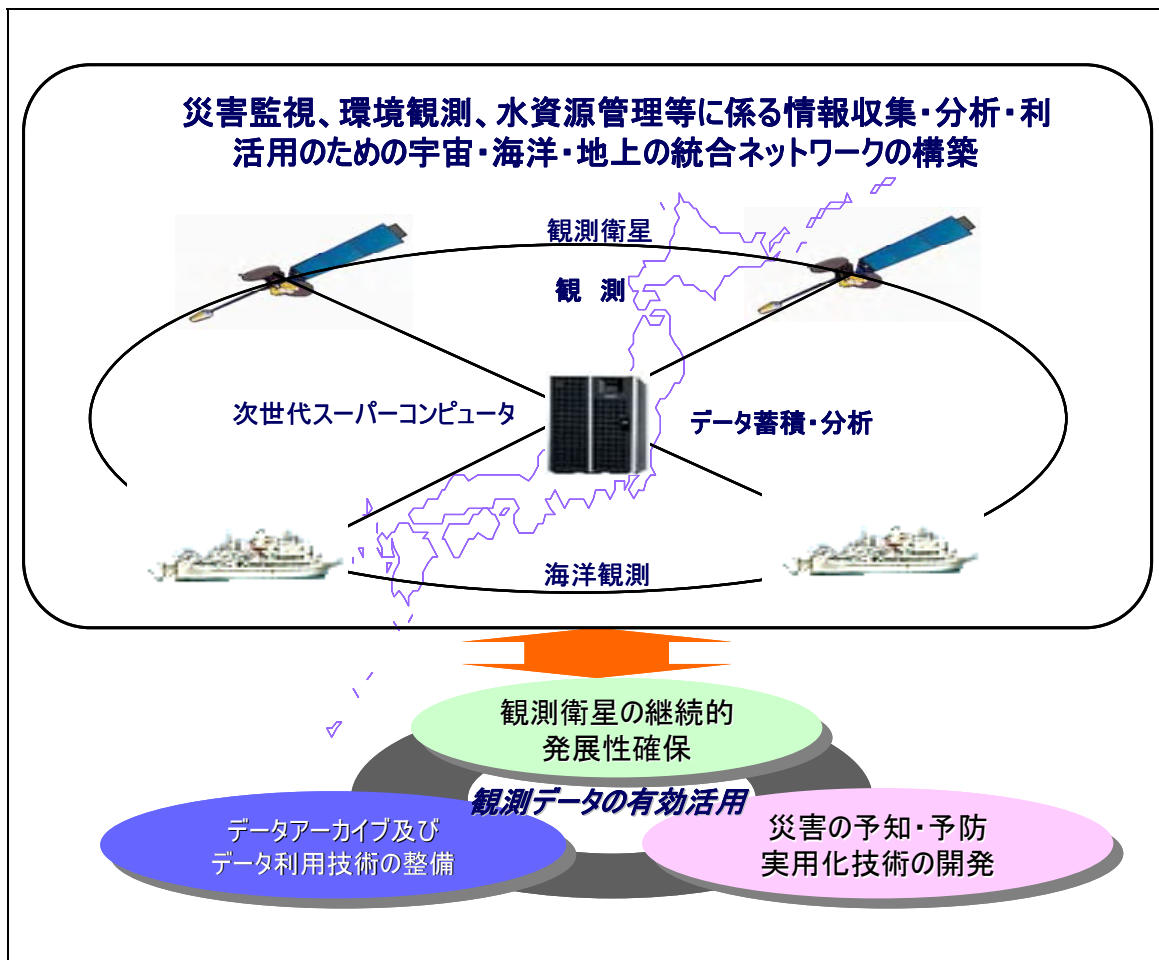 災害監視、環境観測、水資源管理等に係る情報収集・分析・利
活用のための宇宙・海洋・地上の統合ネットワークの構築
観測衛星
観 測
次世代スーパーコンピュータ
データ蓄積・分析
海洋観測
観測衛星の継続的
発展性確保
観測データの有効活用
データアーカイブ及び
データ利用技術の整備
災害の予知・予防
実用化技術の開発